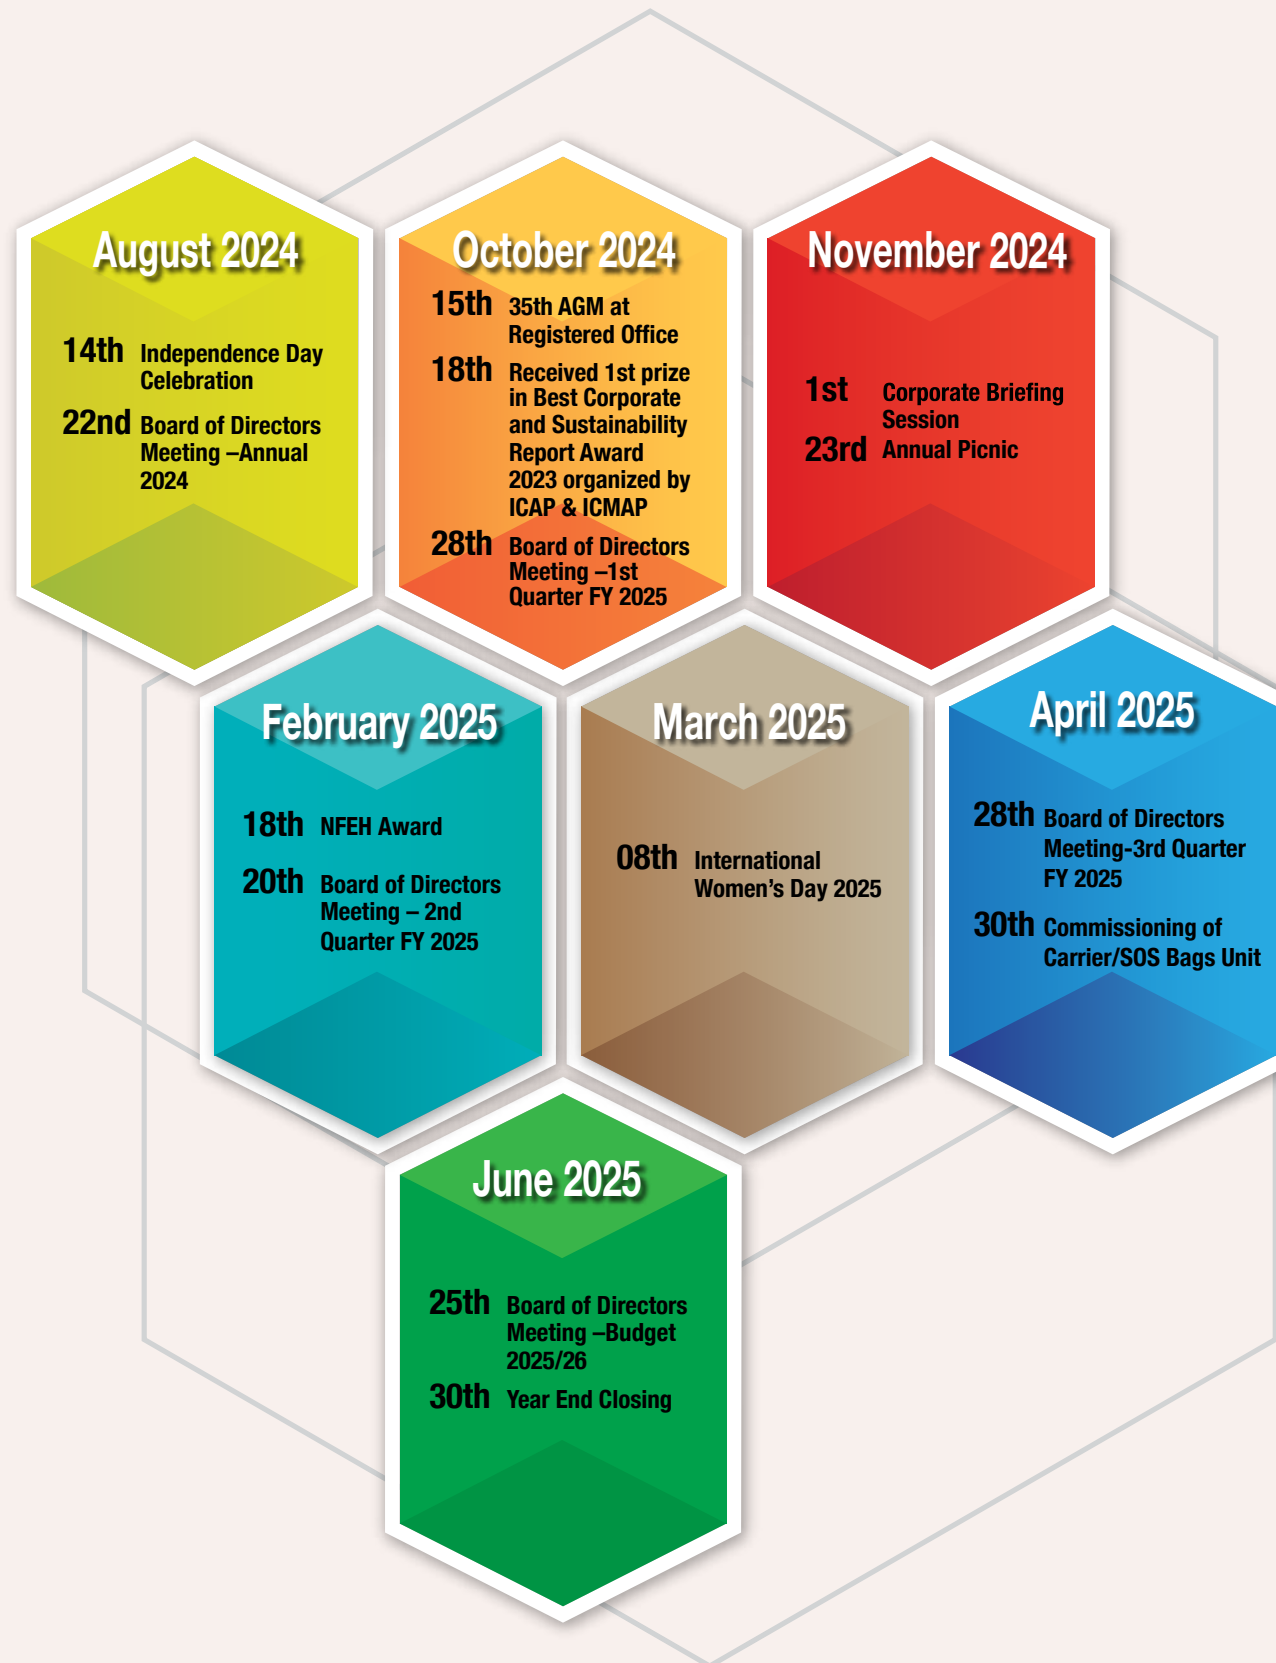 August 2024
14th Independence Day
Celebration
22nd Board of Directors
Meeting –Annual
2024
October 2024
15th 35th AGM at
Registered Office
18th Received 1st prize
in Best Corporate
and Sustainability
Report Award
2023 organized by
ICAP & ICMAP
28th Board of Directors
Meeting –1st
Quarter FY 2025
November 2024
1st Corporate Briefing
Session
23rd Annual Picnic
February 2025
18th NFEH Award
20th Board of Directors
Meeting – 2nd
Quarter FY 2025
March 2025
08th International
Women’s Day 2025
April 2025
28th Board of Directors
Meeting-3rd Quarter
FY 2025
30th Commissioning of
Carrier/SOS Bags Unit
June 2025
25th Board of Directors
Meeting –Budget
2025/26
30th Year End Closing